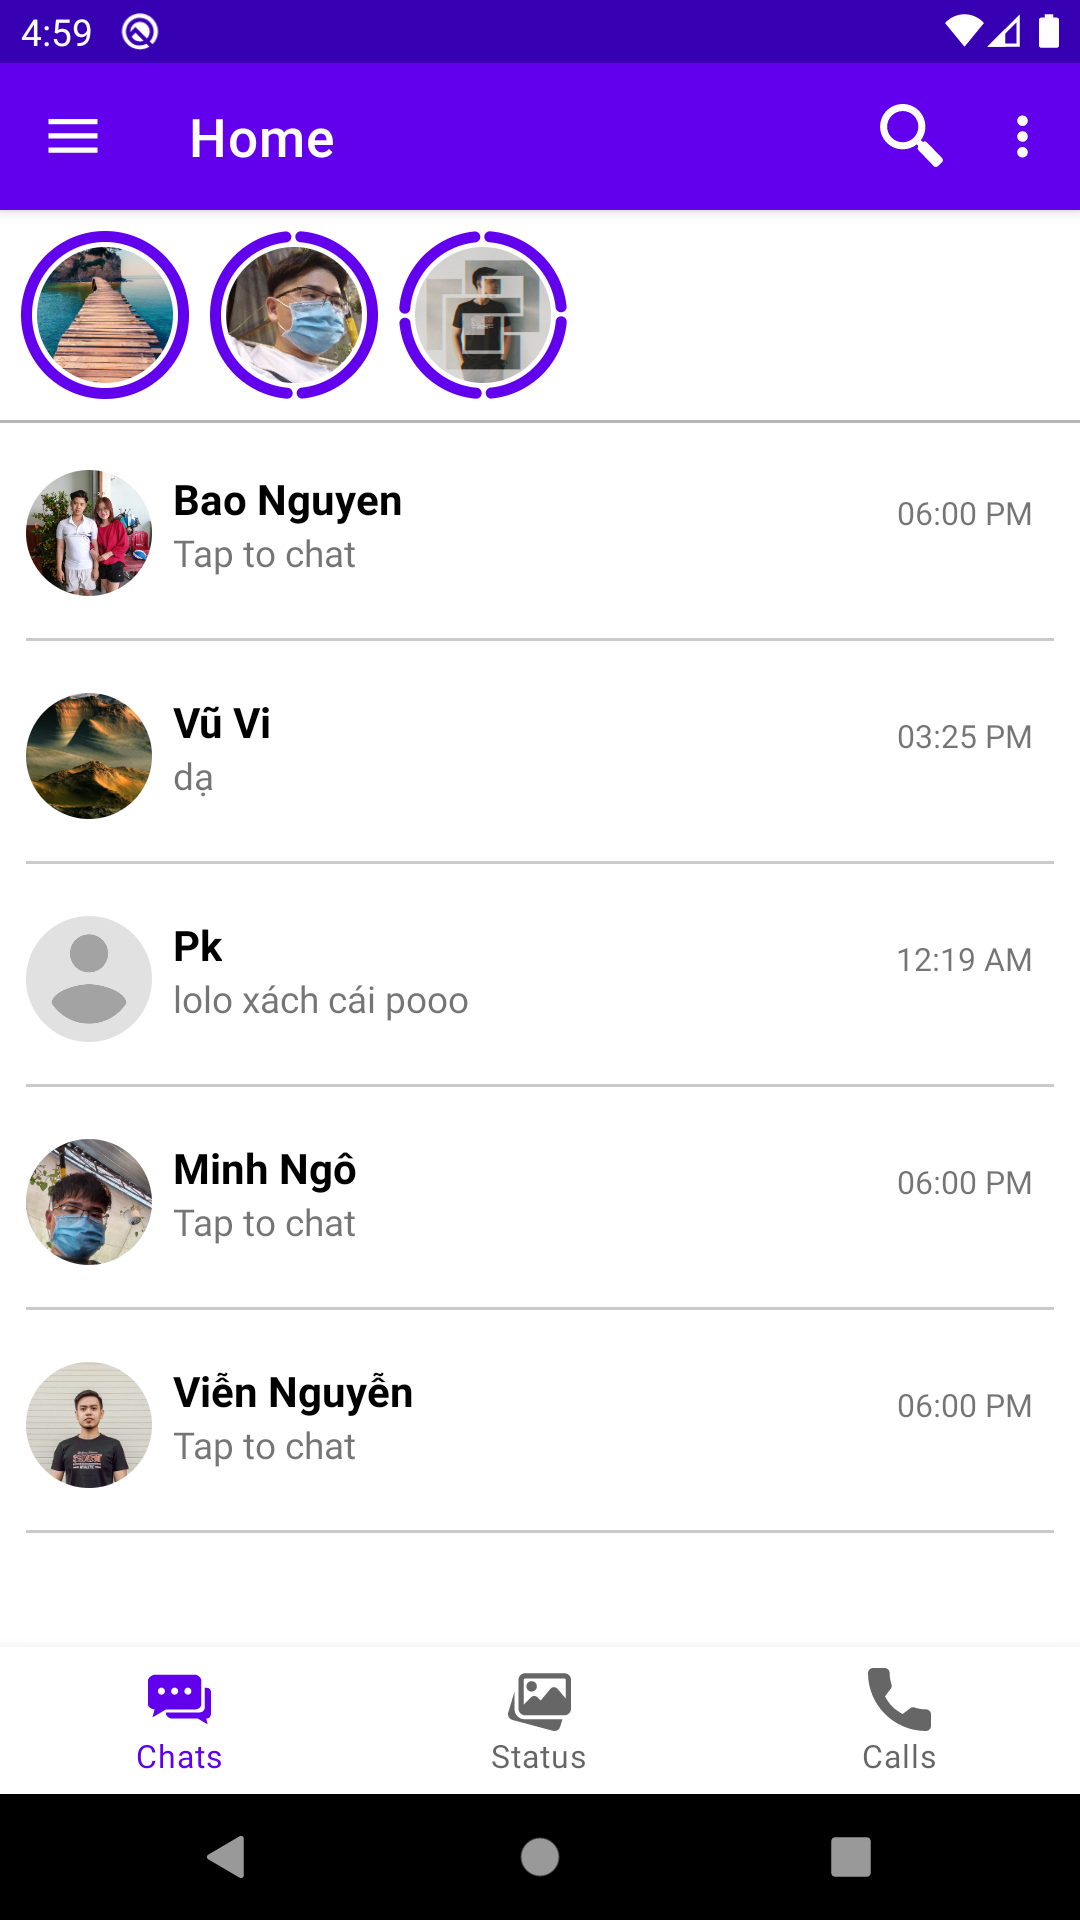 4:59
Home
Bao Nguyen
06:00 PM
Tap to chat
Vũ Vi
03:25 PM
dạ
Pk
12:19 AM
lolo xách cái pooo
Minh Ngô
06:00 PM
Tap to chat
Viễn Nguyễn
06:00 PM
Tap to chat
Chats
Status
Calls